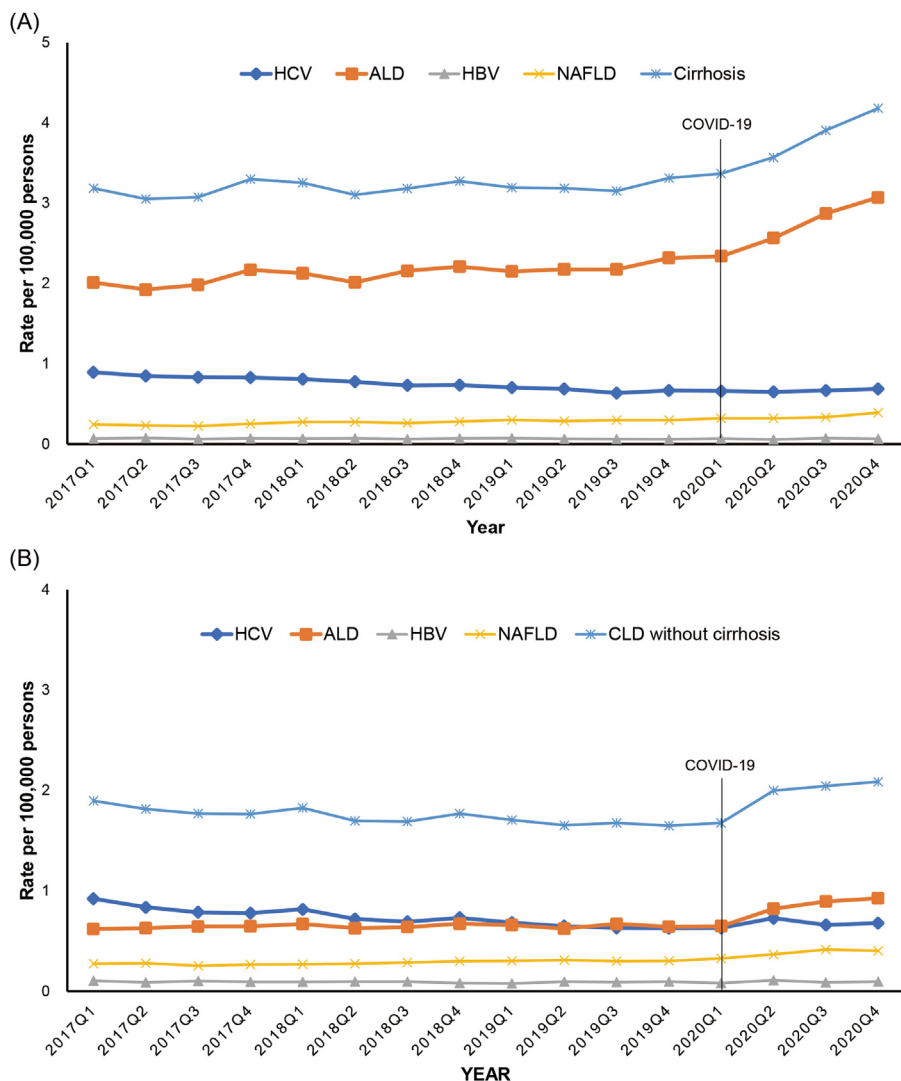 (A)
5
4
3
2
1
0
Rate per 100,000 persons
HCV ALD HBV NAFLD Cirrhosis
COVID-19
2017Q1 2017Q2 2017Q3 2017Q4 2018Q1 2018Q2 2018Q3 2018Q4 2019Q1 2019Q2 2019Q3 2019Q4 2020Q1 2020Q2 2020Q3 2020Q4
Year
(B)
4
3
2
1
0
Rate per 100,000 persons
HCV ALD HBV NAFLD CLD without cirrhosis
COVID-19
2017Q1 2017Q2 2017Q3 2017Q4 2018Q1 2018Q2 2018Q3 2018Q4 2019Q1 2019Q2 2019Q3 2019Q4 2020Q1 2020Q2 2020Q3 2020Q4
YEAR